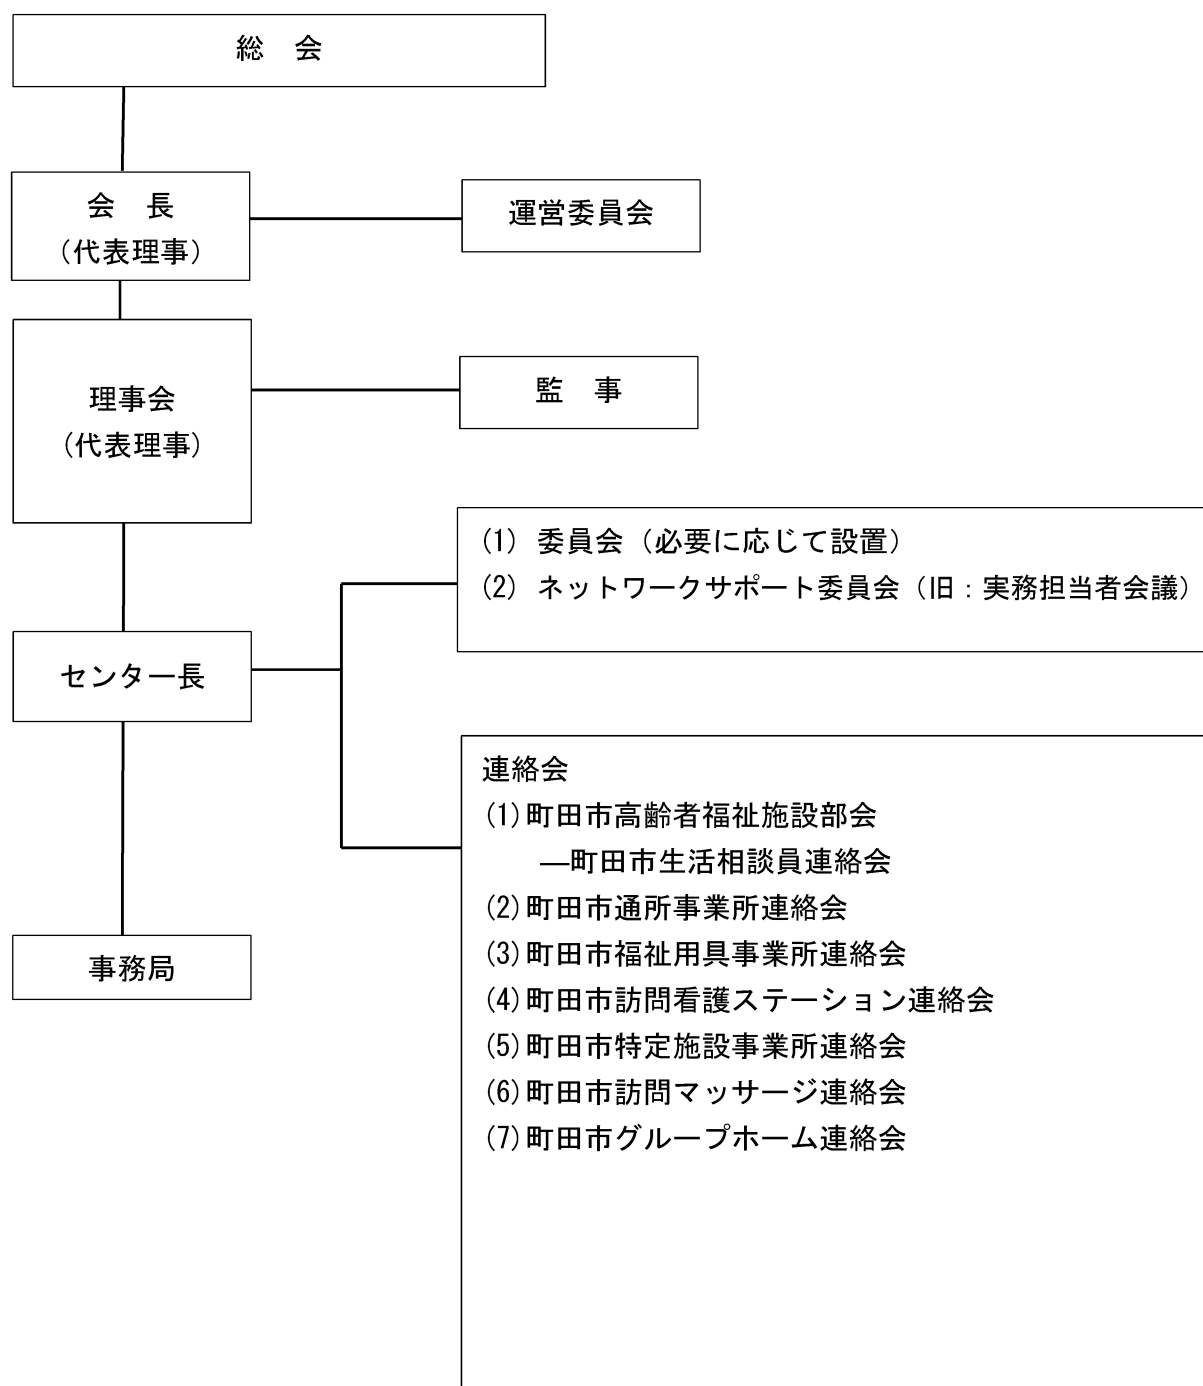 総　会
会　長
（代表理事）
運営委員会
理事会
（代表理事）
監　事
(1) 委員会（必要に応じて設置）
(2) ネットワークサポート委員会（旧：実務担当者会議）
センター長
連絡会
(1)町田市高齢者福祉施設部会
―町田市生活相談員連絡会
(2)町田市通所事業所連絡会
(3)町田市福祉用具事業所連絡会
(4)町田市訪問看護ステーション連絡会
(5)町田市特定施設事業所連絡会
(6)町田市訪問マッサージ連絡会
(7)町田市グループホーム連絡会
事務局